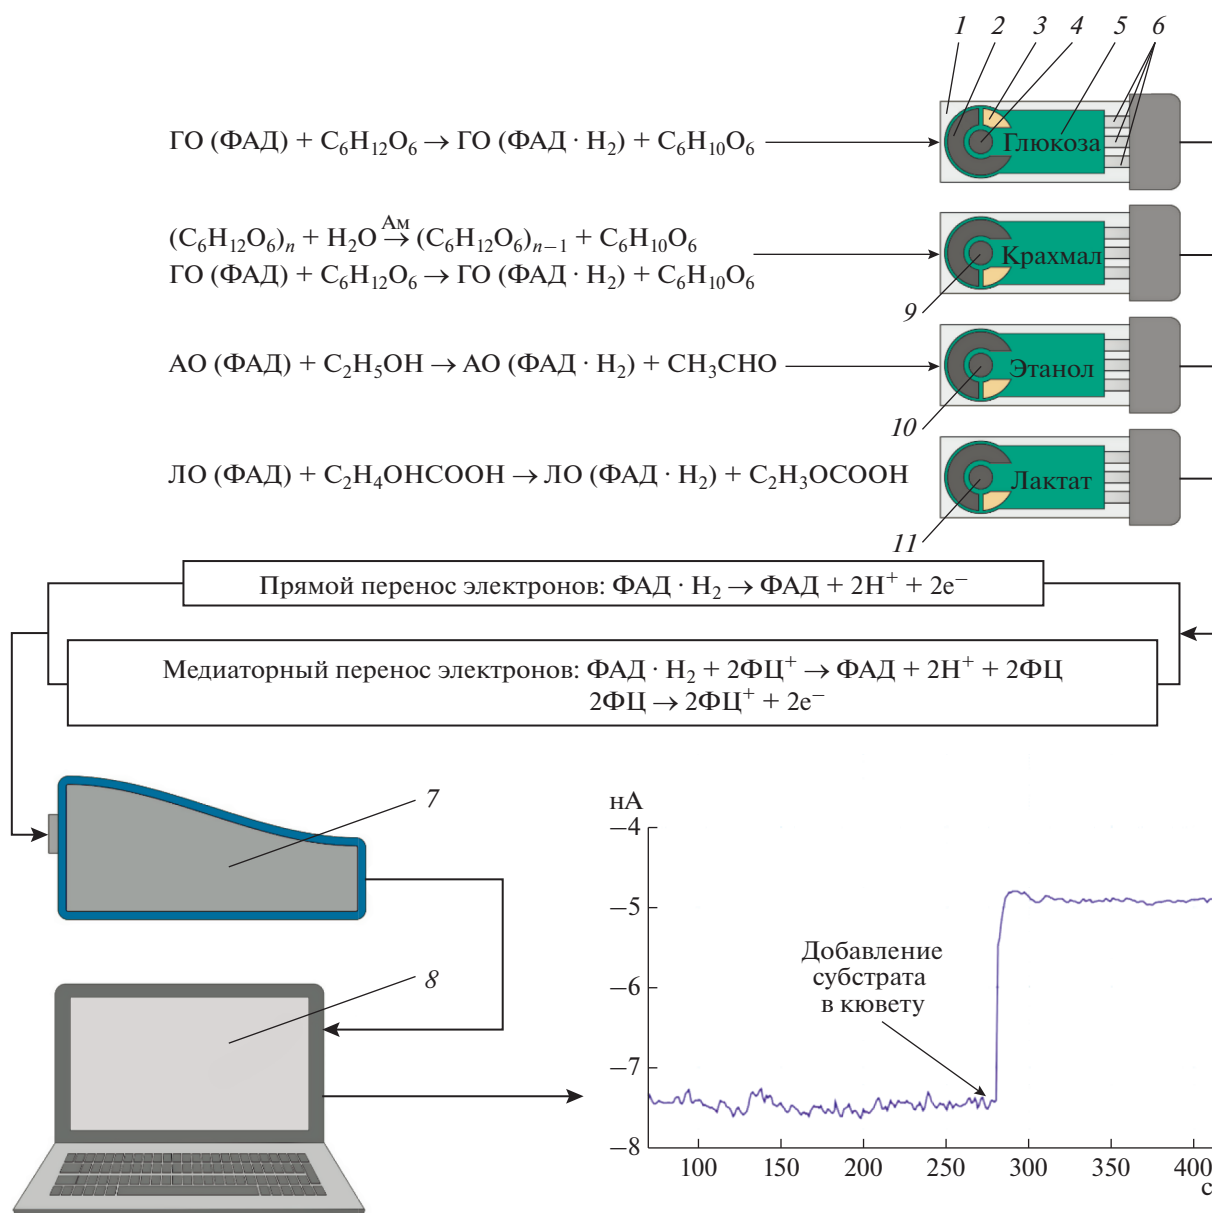 1 2 3 4 5 6
ГО (ФАД) + C₆H₁₂O₆ → ГО (ФАД · H₂) + C₆H₁₀O₆
Глюкоза
(C₆H₁₂O₆)ₙ + H₂O →(Ам) (C₆H₁₂O₆)ₙ₋₁ + C₆H₁₀O₆
ГО (ФАД) + C₆H₁₂O₆ → ГО (ФАД · H₂) + C₆H₁₀O₆
Крахмал
9
АО (ФАД) + C₂H₅OH → АО (ФАД · H₂) + CH₃CHO
Этанол
10
ЛО (ФАД) + C₂H₄OHCOOH → ЛО (ФАД · H₂) + C₂H₃OCOOH
Лактат
11
Прямой перенос электронов: ФАД · H₂ → ФАД + 2H⁺ + 2e⁻
Медиаторный перенос электронов: ФАД · H₂ + 2ФЦ⁺ → ФАД + 2H⁺ + 2ФЦ
2ФЦ → 2ФЦ⁺ + 2e⁻
7
8
нА
−4
−5
−6
−7
−8
Добавление
субстрата
в кювету
100 150 200 250 300 350 400
с